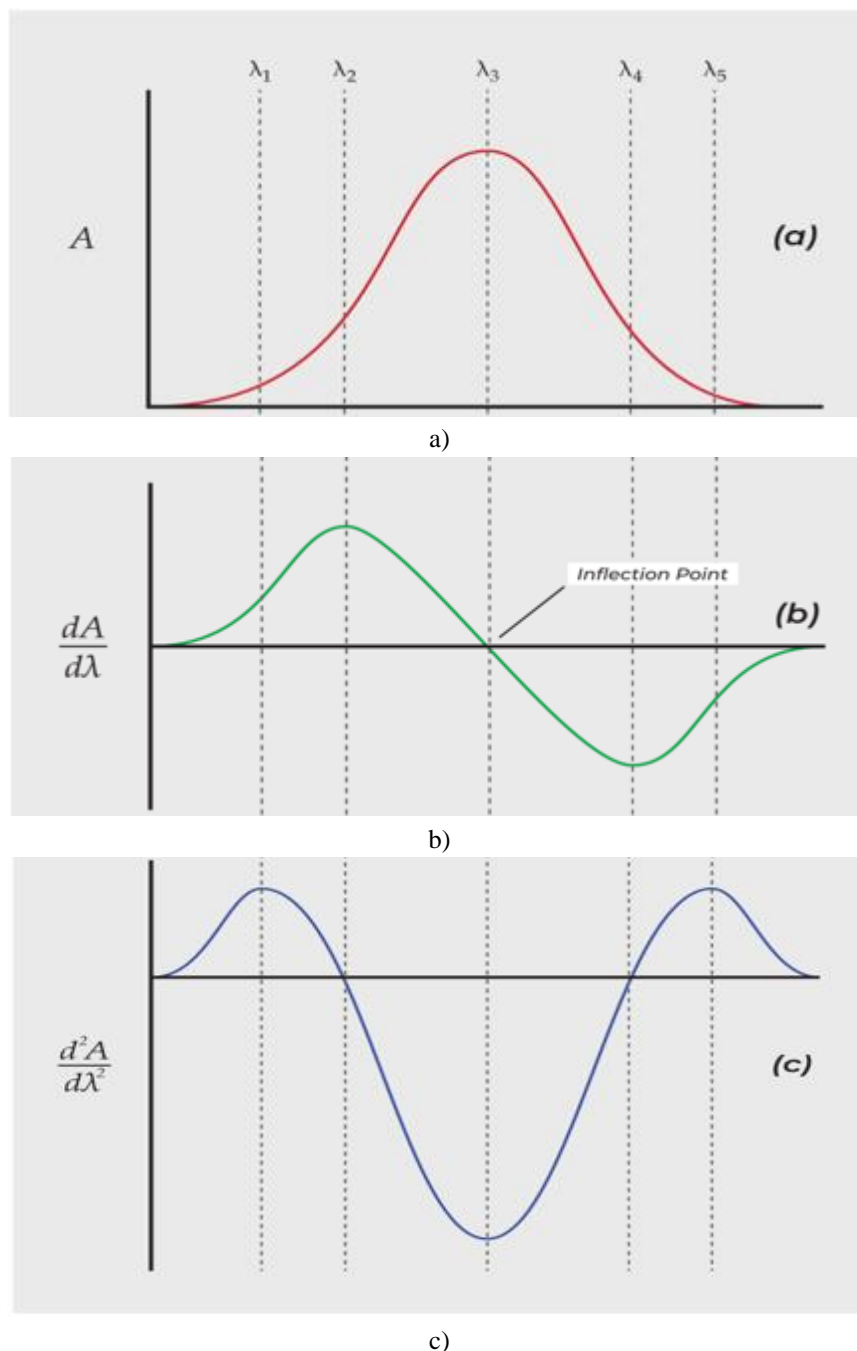 λ₁ λ₂ λ₃ λ₄ λ₅
A
(a)
a)
Inflection Point
dA
dλ
(b)
b)
d²A
dλ²
(c)
c)